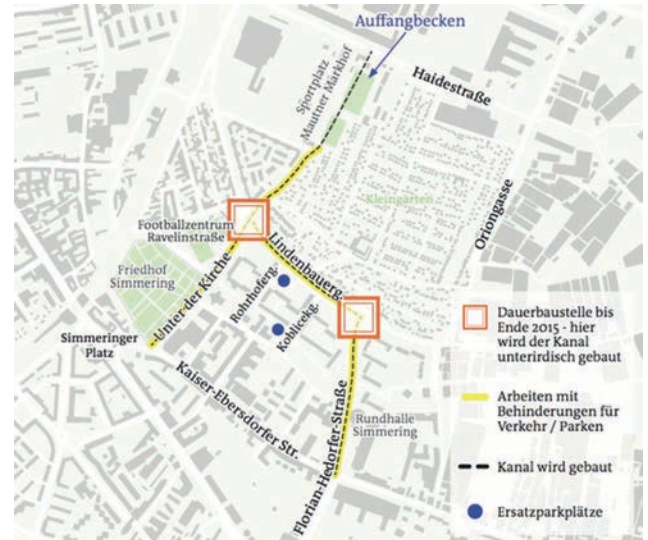 Auffangbecken
Haidestraße
Sportplatz
Mautner Markhof
Kleingärten
Oriongasse
Footballzentrum
Ravelinstraße
Friedhof
Simmering
Unter der Kirche
Lindenbauerg.
Rohrhoferg.
Koblicekg.
Simmeringer
Platz
Kaiser-Ebersdorfer Str.
Florian-Hedorfer-Straße
Rundhalle
Simmering
Dauerbaustelle bis
Ende 2015 - hier
wird der Kanal
unterirdisch gebaut
Arbeiten mit
Behinderungen für
Verkehr / Parken
Kanal wird gebaut
Ersatzparkplätze